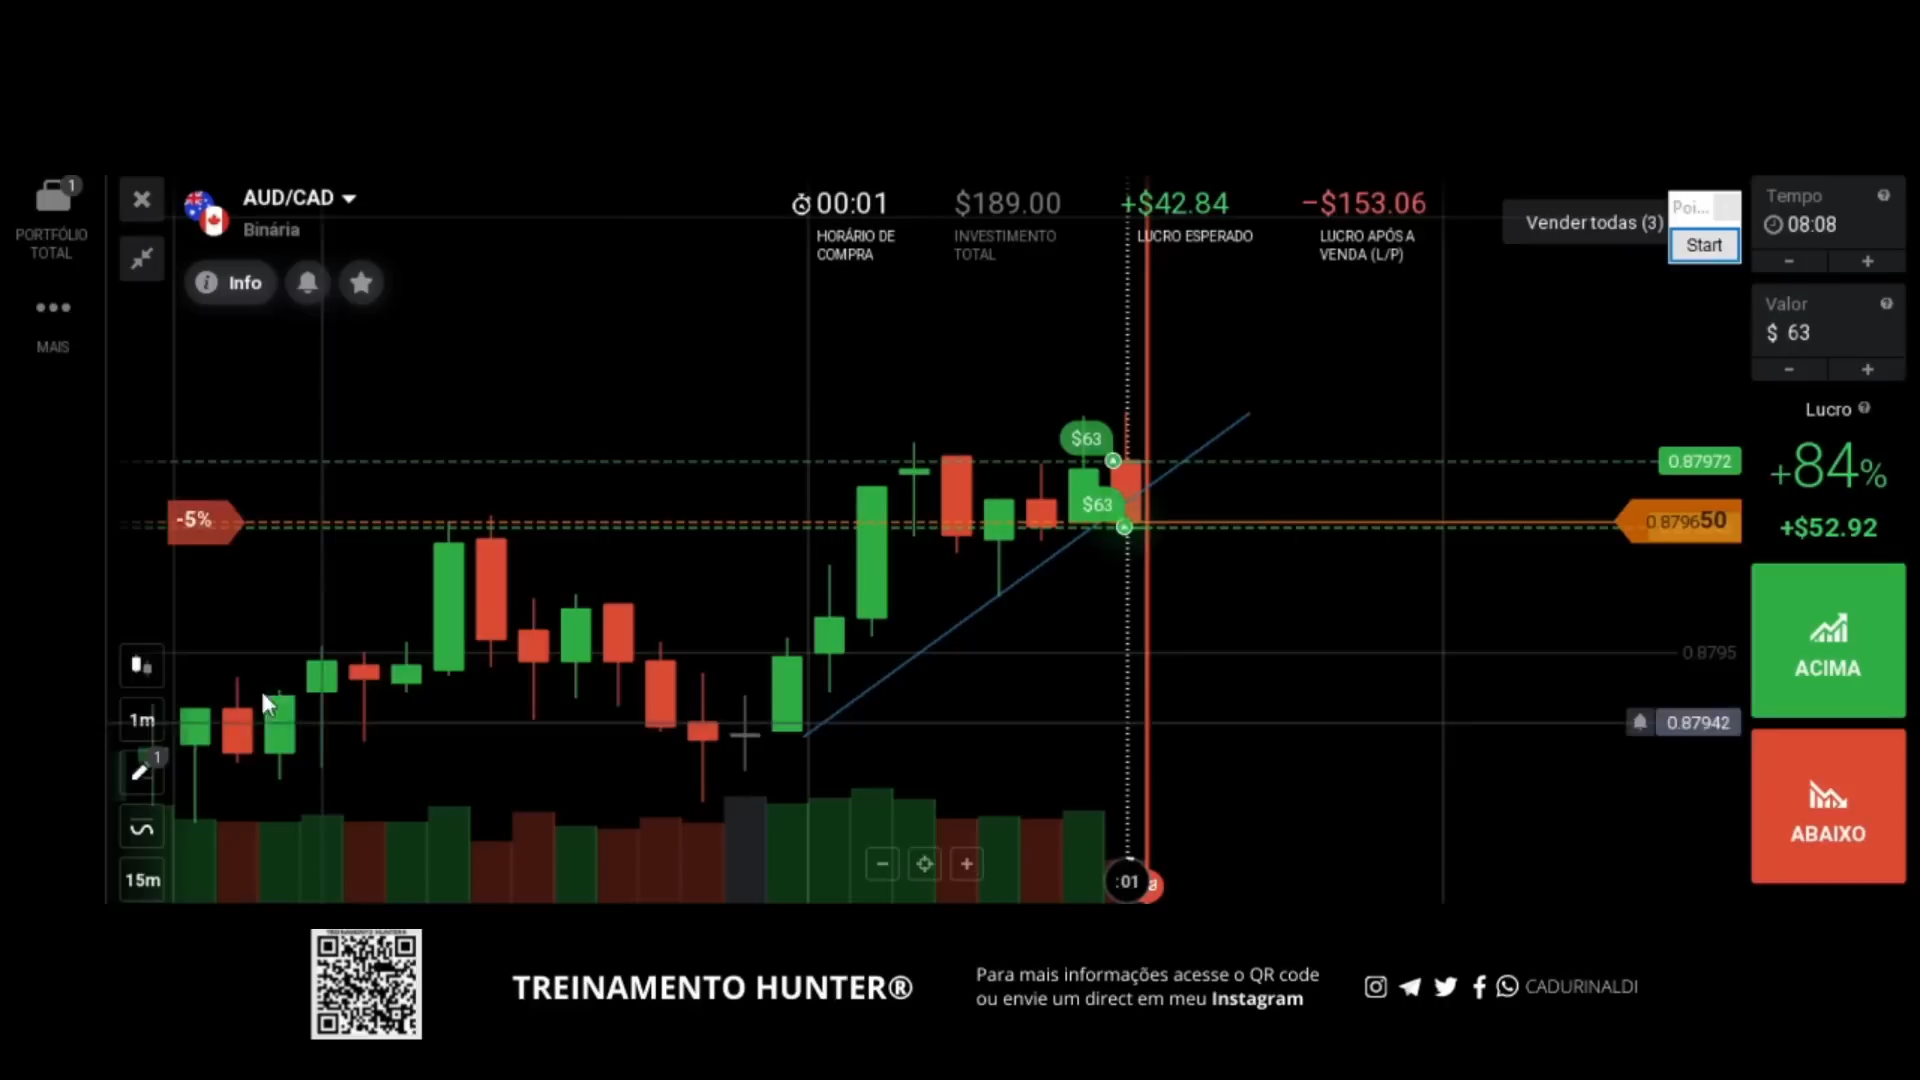 1
PORTFÓLIO
TOTAL
MAIS
AUD/CAD
Binária
Info
00:01
HORÁRIO DE
COMPRA
$189.00
INVESTIMENTO
TOTAL
+$42.84
LUCRO ESPERADO
-$153.06
LUCRO APÓS A
VENDA (L/P)
Vender todas (3)
Poi...
Start
Tempo
08:08
- +
Valor
$ 63
- +
Lucro
+84%
+$52.92
ACIMA
ABAIXO
$63
$63
-5%
0.87972
0.879650
0.8795
0.87942
1m
1
15m
- +
:01
TREINAMENTO HUNTER®
Para mais informações acesse o QR code
ou envie um direct em meu Instagram
CADURINALDI